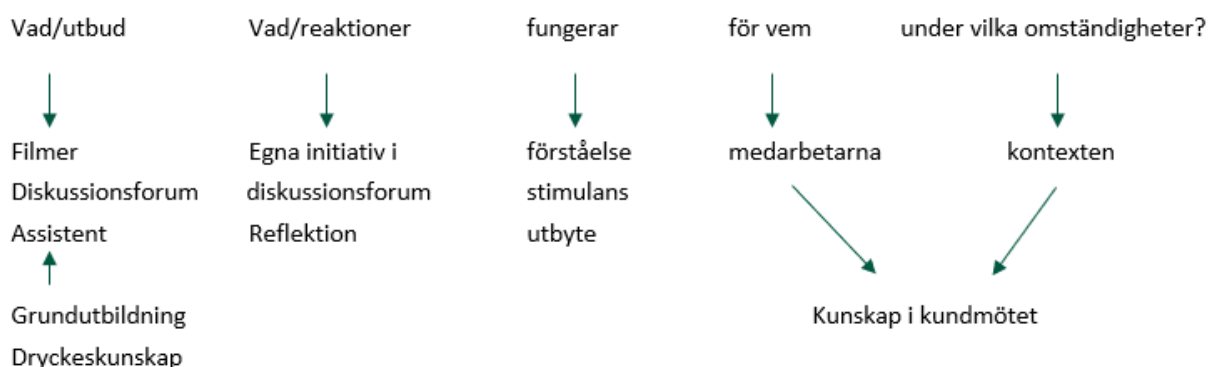 Vad/utbud Vad/reaktioner fungerar för vem under vilka omständigheter?
Filmer Egna initiativ i förståelse medarbetarna kontexten
Diskussionsforum diskussionsforum stimulans
Assistent Reflektion utbyte
Grundutbildning Kunskap i kundmötet
Dryckeskunskap